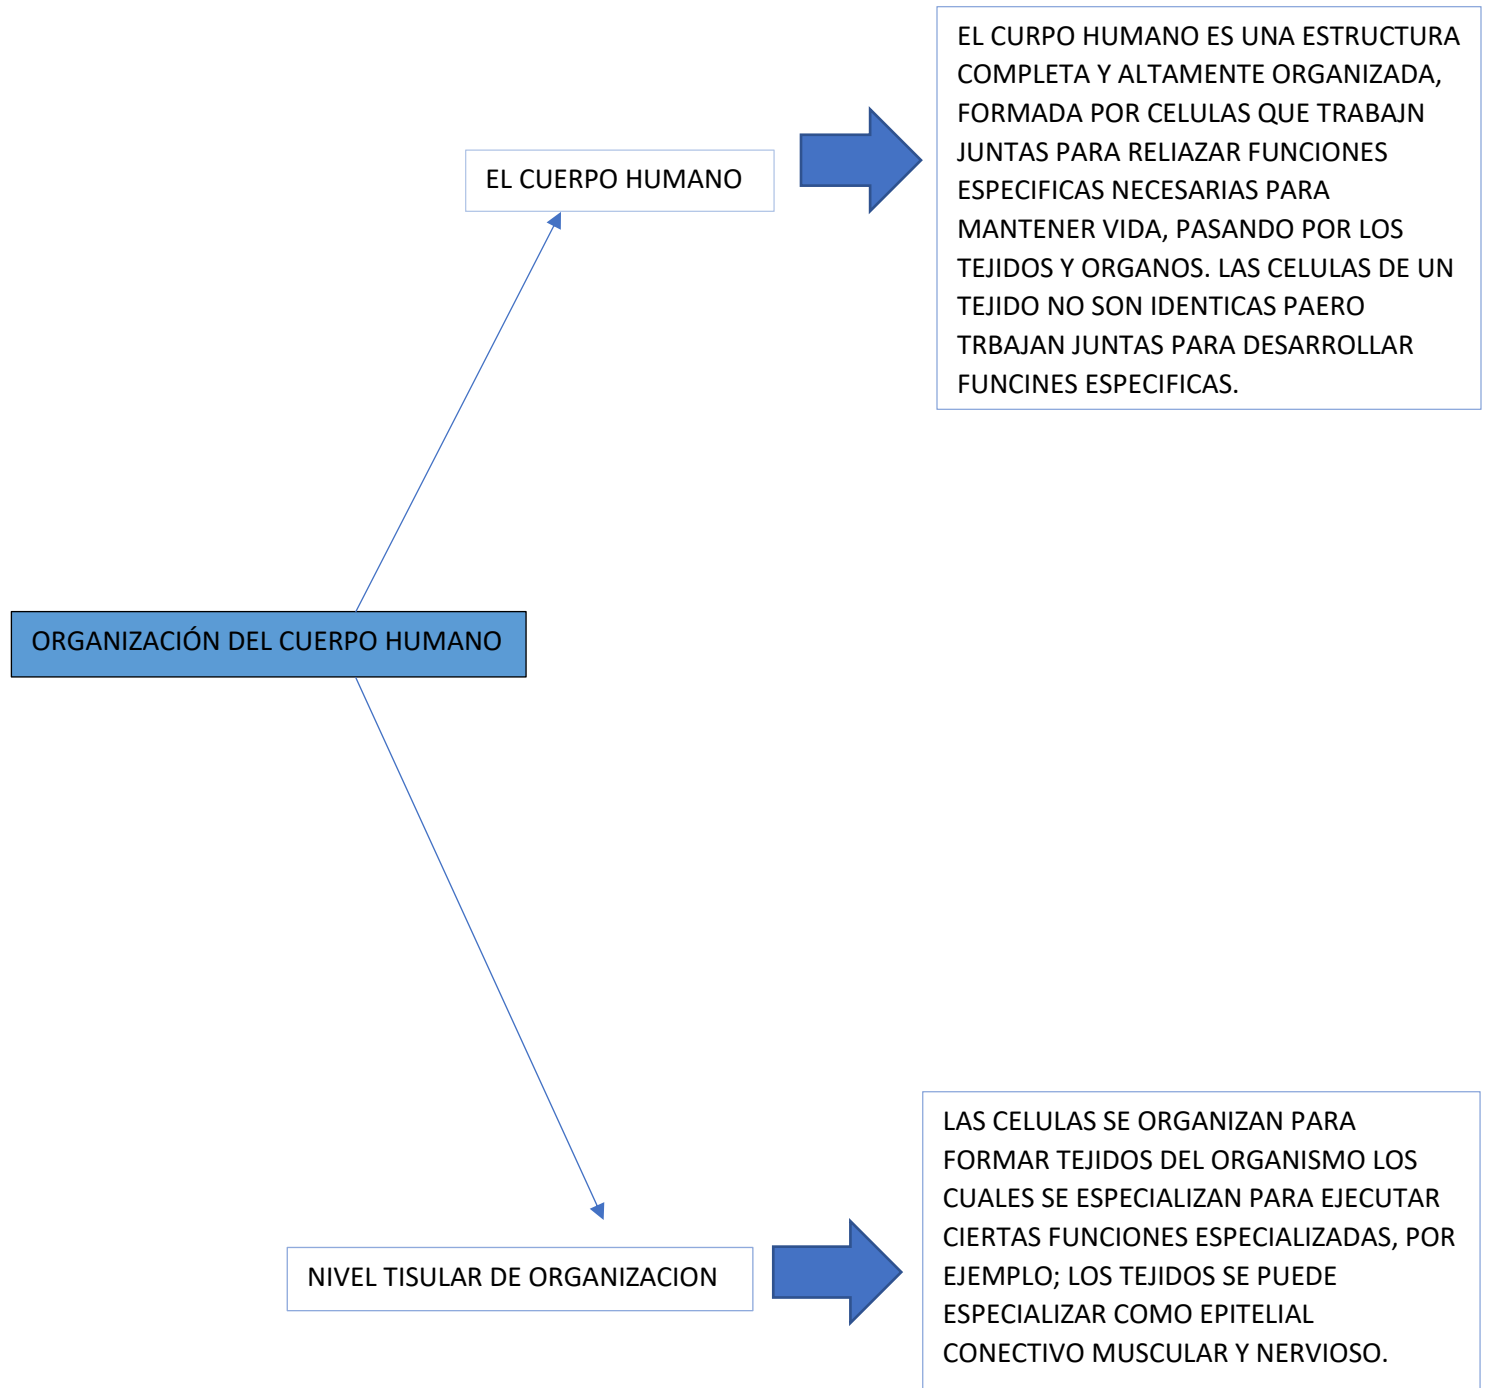 EL CURPO HUMANO ES UNA ESTRUCTURA
COMPLETA Y ALTAMENTE ORGANIZADA,
FORMADA POR CELULAS QUE TRABAJN
JUNTAS PARA RELIAZAR FUNCIONES
ESPECIFICAS NECESARIAS PARA
MANTENER VIDA, PASANDO POR LOS
TEJIDOS Y ORGANOS. LAS CELULAS DE UN
TEJIDO NO SON IDENTICAS PAERO
TRBAJAN JUNTAS PARA DESARROLLAR
FUNCINES ESPECIFICAS.
EL CUERPO HUMANO
ORGANIZACIÓN DEL CUERPO HUMANO
NIVEL TISULAR DE ORGANIZACION
LAS CELULAS SE ORGANIZAN PARA
FORMAR TEJIDOS DEL ORGANISMO LOS
CUALES SE ESPECIALIZAN PARA EJECUTAR
CIERTAS FUNCIONES ESPECIALIZADAS, POR
EJEMPLO; LOS TEJIDOS SE PUEDE
ESPECIALIZAR COMO EPITELIAL
CONECTIVO MUSCULAR Y NERVIOSO.